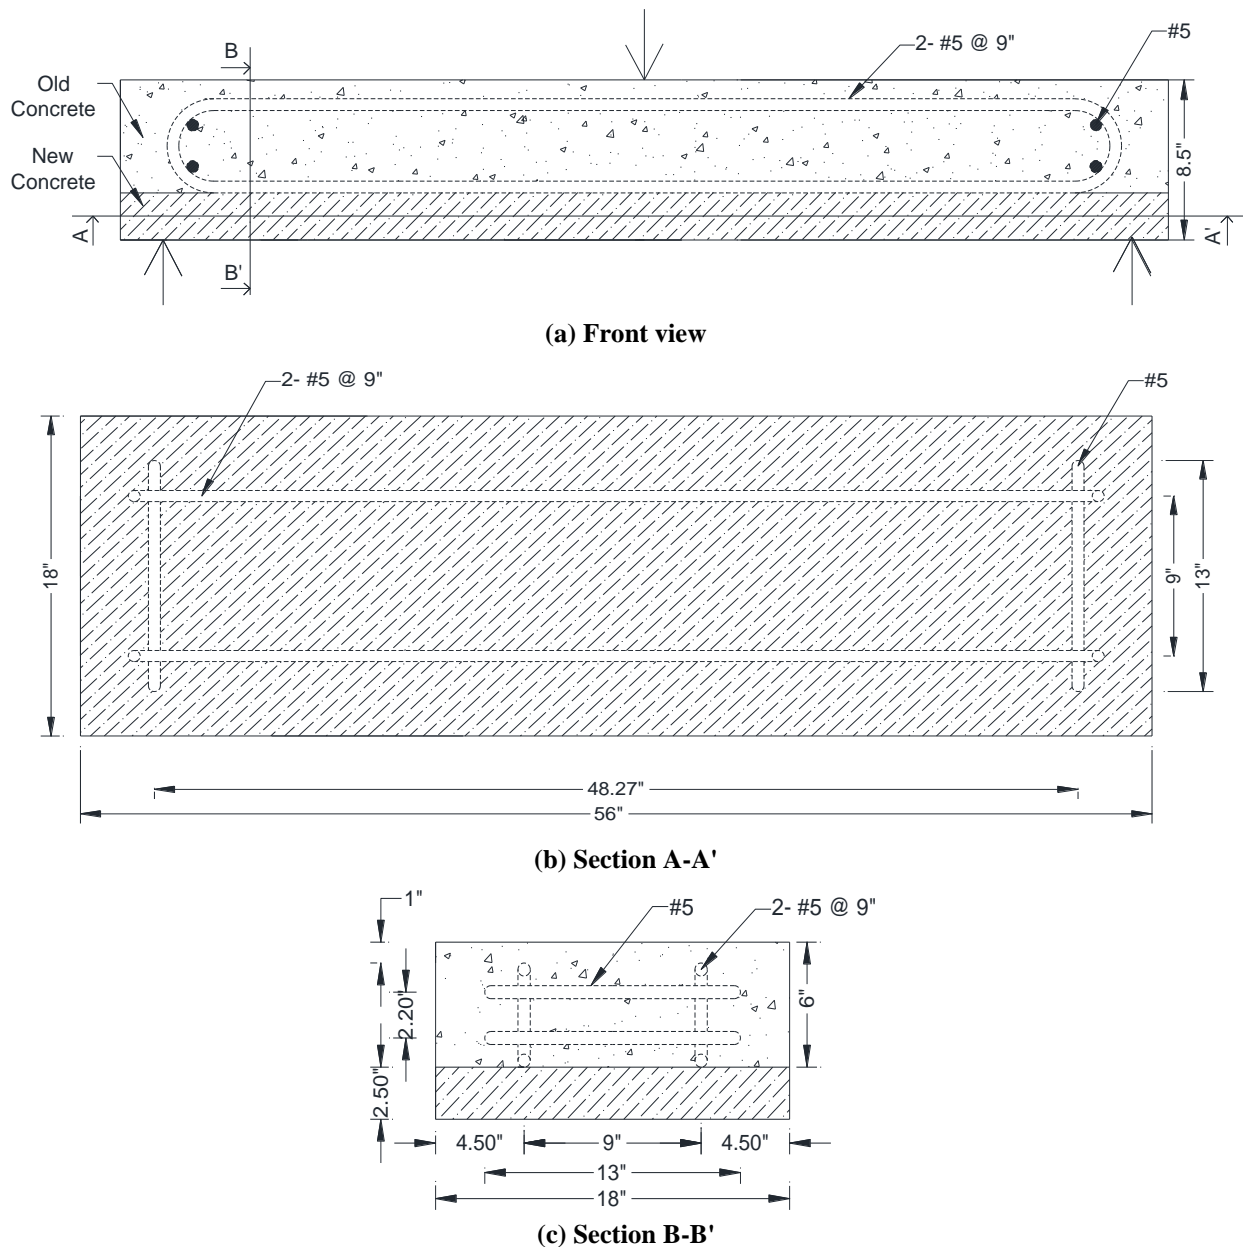 B
2- #5 @ 9"
#5
Old
Concrete
New
Concrete
8.5"
A
A'
B'
(a) Front view
2- #5 @ 9"
#5
18"
9"
13"
48.27"
56"
(b) Section A-A'
1"
#5
2- #5 @ 9"
2.20"
6"
2.50"
4.50"
9"
4.50"
13"
18"
(c) Section B-B'